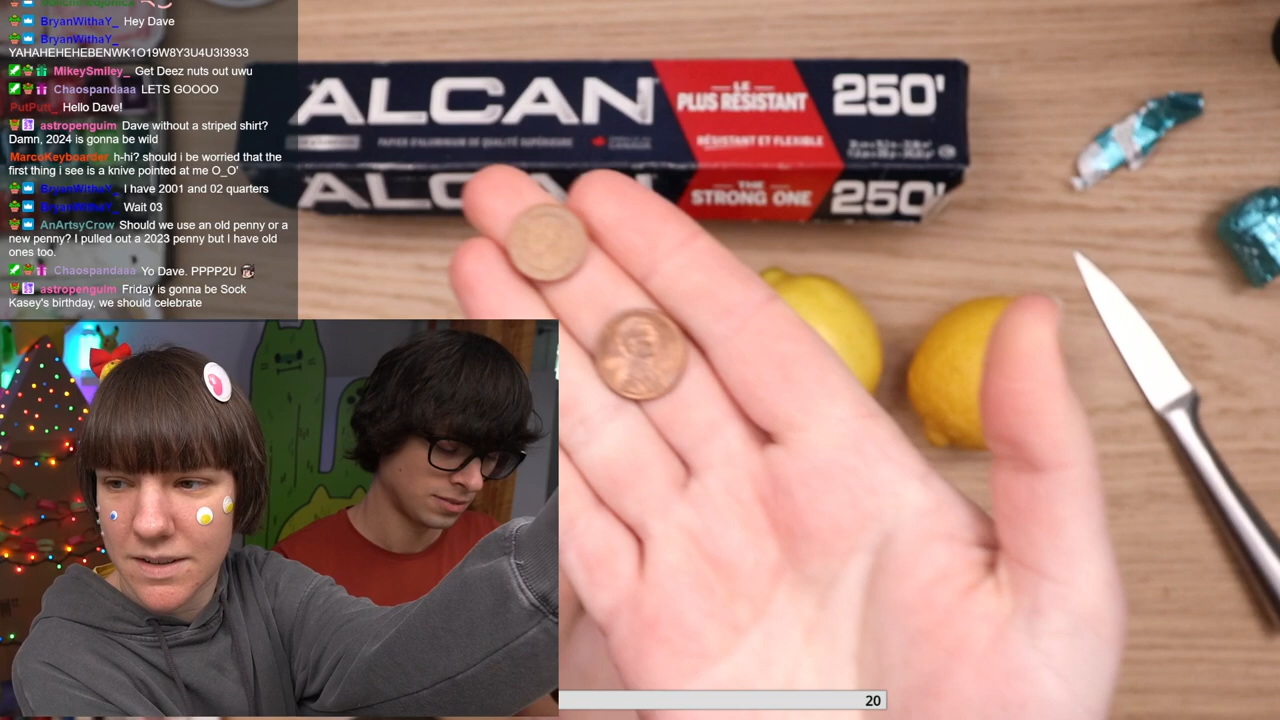 BryanWithaY_ Hey Dave
BryanWithaY_
YAHAHEHEHEBENWK1O19W8Y3U4U3I3933
MikeySmiley_ Get Deez nuts out uwu
Chaospandaaa LETS GOOOO
Hello Dave!
astropenguim Dave without a striped shirt?
Damn, 2024 is gonna be wild
MarcoKeyboarder h-hi? should i be worried that the
first thing i see is a knive pointed at me O_O'
BryanWithaY_ I have 2001 and 02 quarters
BryanWithaY_ Wait 03
AnArtsyCrow Should we use an old penny or a
new penny? I pulled out a 2023 penny but I have old
ones too.
Chaospandaaa Yo Dave. PPPP2U
astropenguim Friday is gonna be Sock
Kasey's birthday, we should celebrate
ALCAN
LE
PLUS RÉSISTANT
250'
PAPIER D'ALUMINIUM DE QUALITÉ SUPÉRIEURE
RÉSISTANT ET FLEXIBLE
ALCAN
THE
STRONG ONE
250'
20